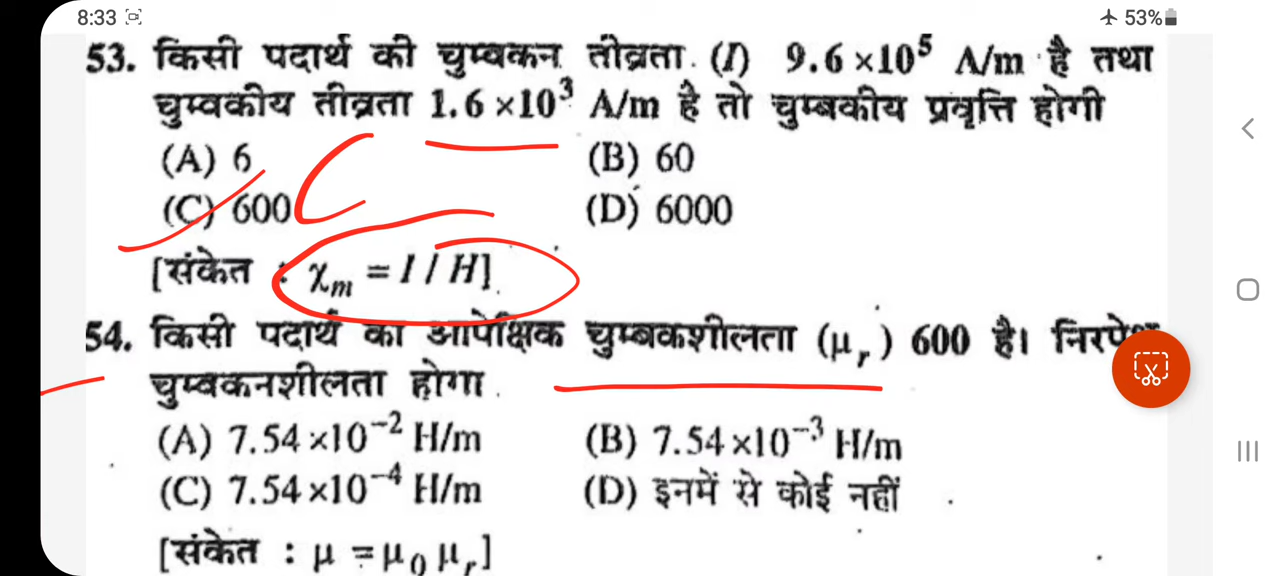 8:33
53%
53. किसी पदार्थ की चुम्बकन तीव्रता (I) 9.6×10⁵ A/m है तथा
चुम्बकीय तीव्रता 1.6×10³ A/m है तो चुम्बकीय प्रवृत्ति होगी
(A) 6 (B) 60
(C) 600 (D) 6000
[संकेत : χₘ = I / H]
54. किसी पदार्थ का आपेक्षिक चुम्बकशीलता (μᵣ) 600 है।
चुम्बकनशीलता होगा
(A) 7.54×10⁻² H/m (B) 7.54×10⁻³ H/m
(C) 7.54×10⁻⁴ H/m (D) इनमें से कोई नहीं
[संकेत : μ = μ₀ μᵣ]